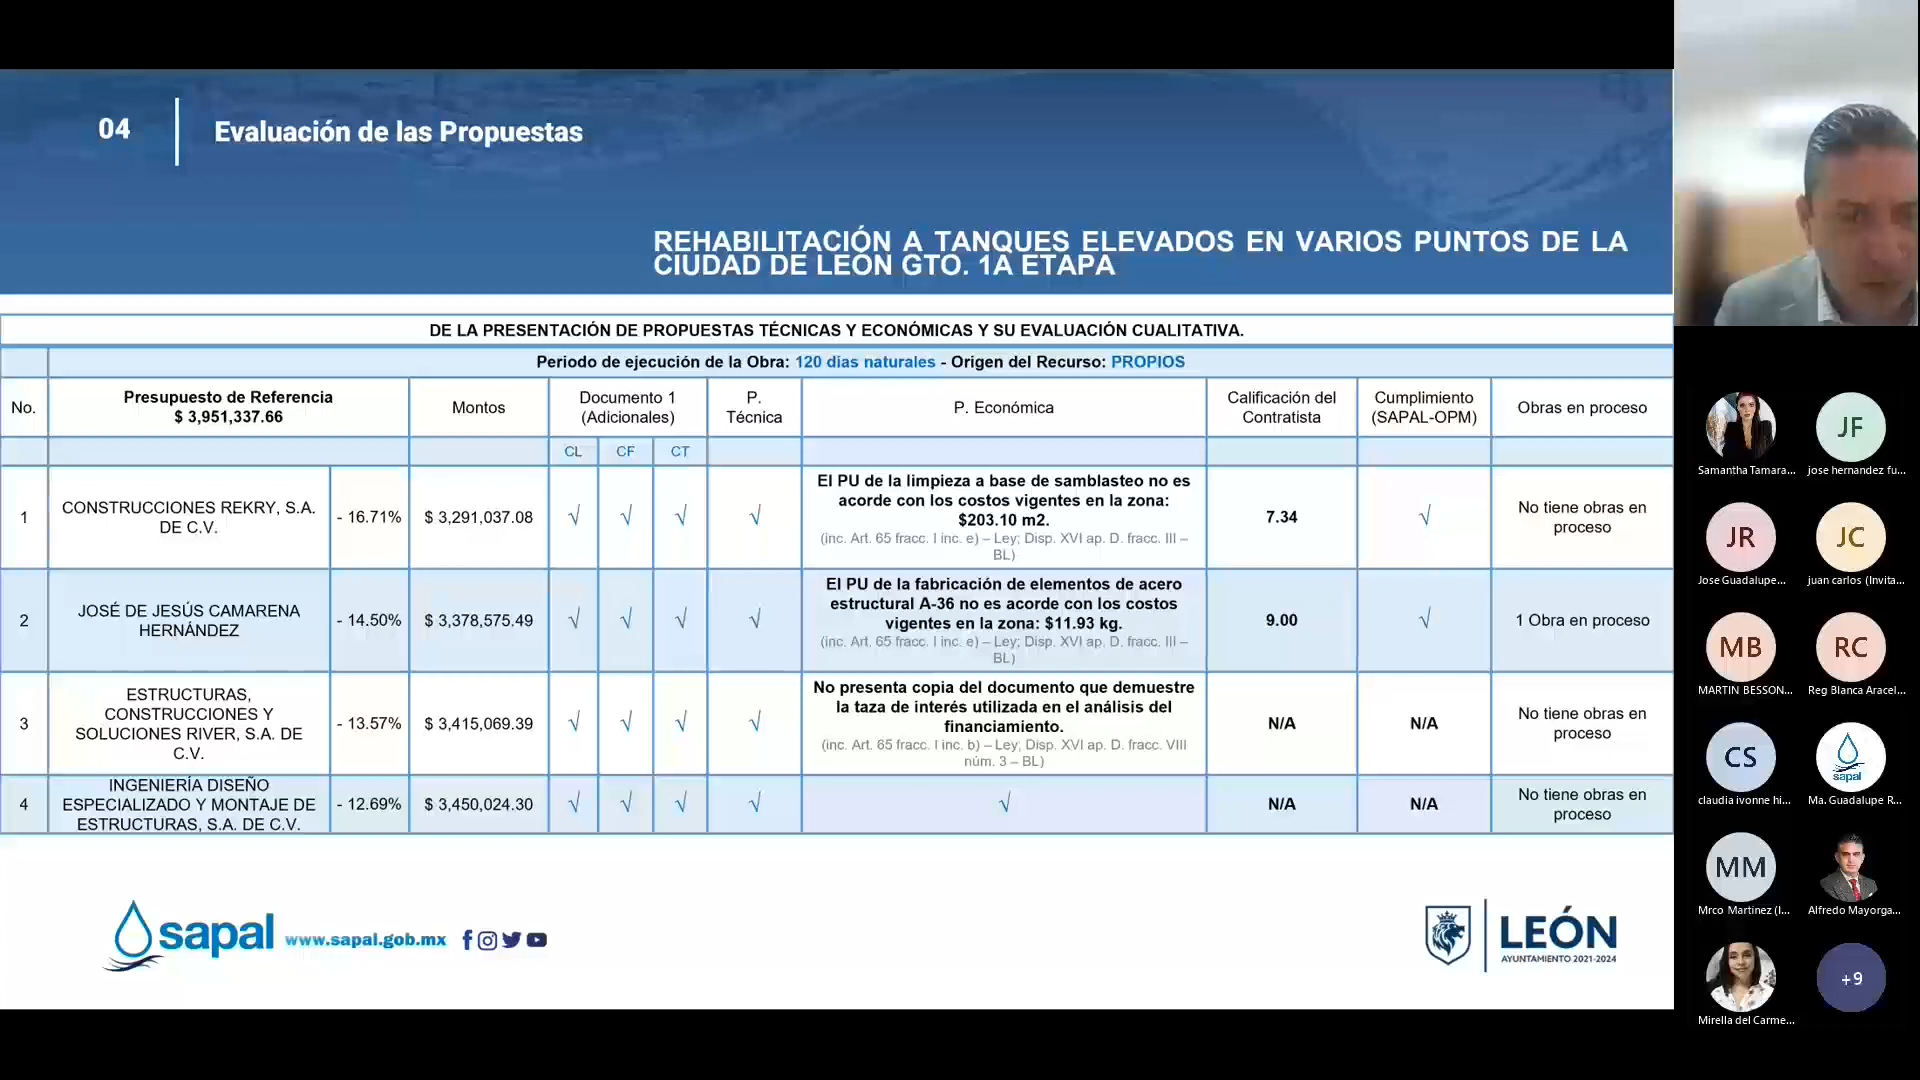 04
Evaluación de las Propuestas
REHABILITACIÓN A TANQUES ELEVADOS EN VARIOS PUNTOS DE LA
CIUDAD DE LEÓN GTO. 1A ETAPA
DE LA PRESENTACIÓN DE PROPUESTAS TÉCNICAS Y ECONÓMICAS Y SU EVALUACIÓN CUALITATIVA.
Periodo de ejecución de la Obra: 120 dias naturales - Origen del Recurso: PROPIOS
No.
Presupuesto de Referencia
$ 3,951,337.66
Montos
Documento 1
(Adicionales)
P.
Técnica
P. Económica
Calificación del
Contratista
Cumplimiento
(SAPAL-OPM)
Obras en proceso
CL CF CT
1
CONSTRUCCIONES REKRY, S.A.
DE C.V.
- 16.71%
$ 3,291,037.08
√ √ √ √
El PU de la limpieza a base de samblasteo no es
acorde con los costos vigentes en la zona:
$203.10 m2.
(inc. Art. 65 fracc. I inc. e) – Ley; Disp. XVI ap. D. fracc. III –
BL)
7.34
√
No tiene obras en
proceso
2
JOSÉ DE JESÚS CAMARENA
HERNÁNDEZ
- 14.50%
$ 3,378,575.49
√ √ √ √
El PU de la fabricación de elementos de acero
estructural A-36 no es acorde con los costos
vigentes en la zona: $11.93 kg.
(inc. Art. 65 fracc. I inc. e) – Ley; Disp. XVI ap. D. fracc. III –
BL)
9.00
√
1 Obra en proceso
3
ESTRUCTURAS,
CONSTRUCCIONES Y
SOLUCIONES RIVER, S.A. DE
C.V.
- 13.57%
$ 3,415,069.39
√ √ √ √
No presenta copia del documento que demuestre
la taza de interés utilizada en el análisis del
financiamiento.
(inc. Art. 65 fracc. I inc. b) – Ley; Disp. XVI ap. D. fracc. VIII
núm. 3 – BL)
N/A
N/A
No tiene obras en
proceso
4
INGENIERÍA DISEÑO
ESPECIALIZADO Y MONTAJE DE
ESTRUCTURAS, S.A. DE C.V.
- 12.69%
$ 3,450,024.30
√ √ √ √
√
N/A
N/A
No tiene obras en
proceso
sapal
www.sapal.gob.mx
LEÓN
AYUNTAMIENTO 2021-2024
Samantha Tamara...
JF
jose hernandez fu...
JR
Jose Guadalupe...
JC
juan carlos (Invita...
MB
MARTIN BESSON...
RC
Reg Blanca Aracel...
CS
claudia ivonne hi...
sapal
Ma. Guadalupe R...
MM
Mrco Martinez (I...
Alfredo Mayorga...
Mirella del Carme...
+9